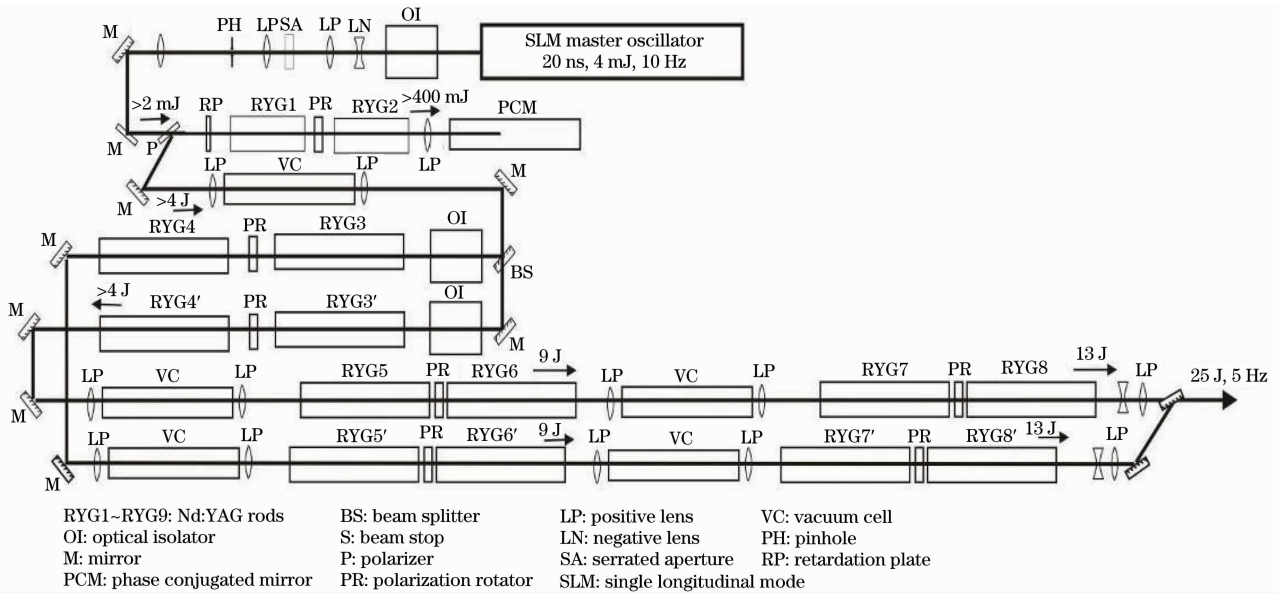 OI
PH LP SA LP LN
M
SLM master oscillator
20 ns, 4 mJ, 10 Hz
>2 mJ RP RYG1 PR RYG2 >400 mJ PCM
M P LP
LP VC LP M
M >4 J
RYG4 PR RYG3 OI
M
BS
>4 J RYG4′ PR RYG3′ OI
M
M
LP VC LP RYG5 PR RYG6 9 J LP VC LP RYG7 PR RYG8 13 J LP
25 J, 5 Hz
M
LP VC LP RYG5′ PR RYG6′ 9 J LP VC LP RYG7′ PR RYG8′ 13 J LP
M
RYG1~RYG9: Nd:YAG rods BS: beam splitter LP: positive lens VC: vacuum cell
OI: optical isolator S: beam stop LN: negative lens PH: pinhole
M: mirror P: polarizer SA: serrated aperture RP: retardation plate
PCM: phase conjugated mirror PR: polarization rotator SLM: single longitudinal mode